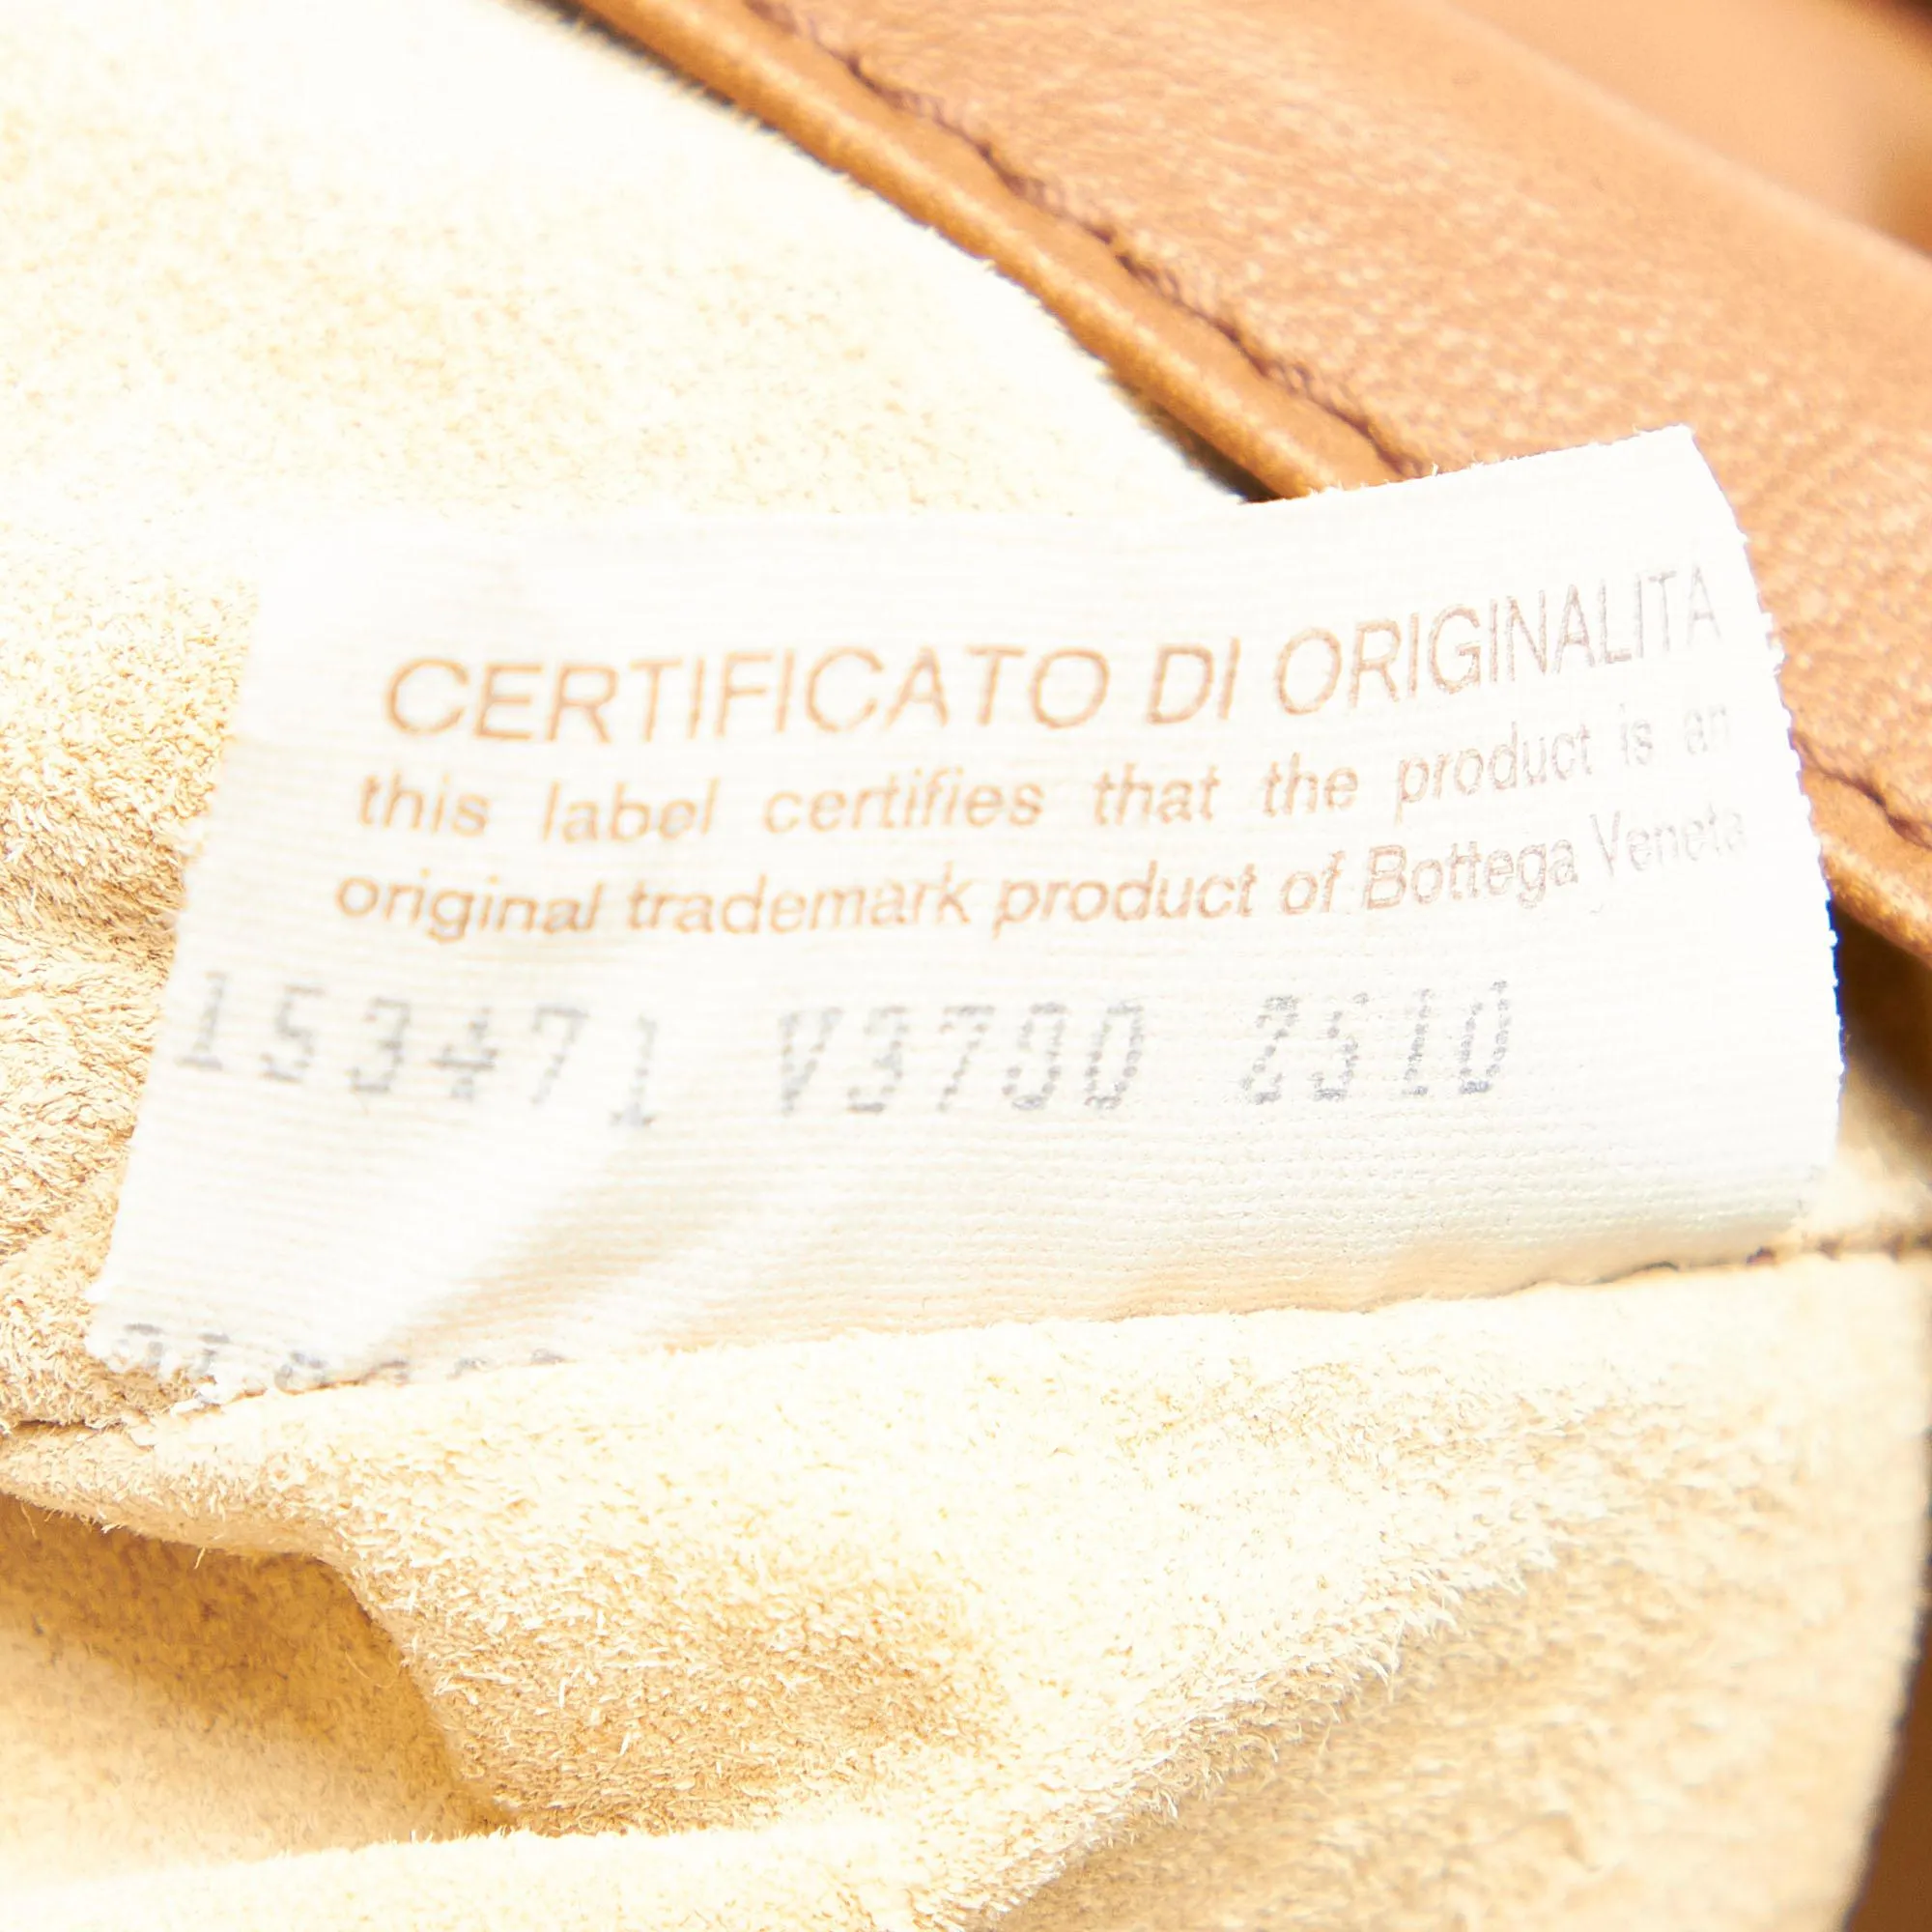 CERTIFICATO DI ORIGINALITA
this label certifies that the product is an
original trademark product of Bottega Veneta
153471 V3700 2510